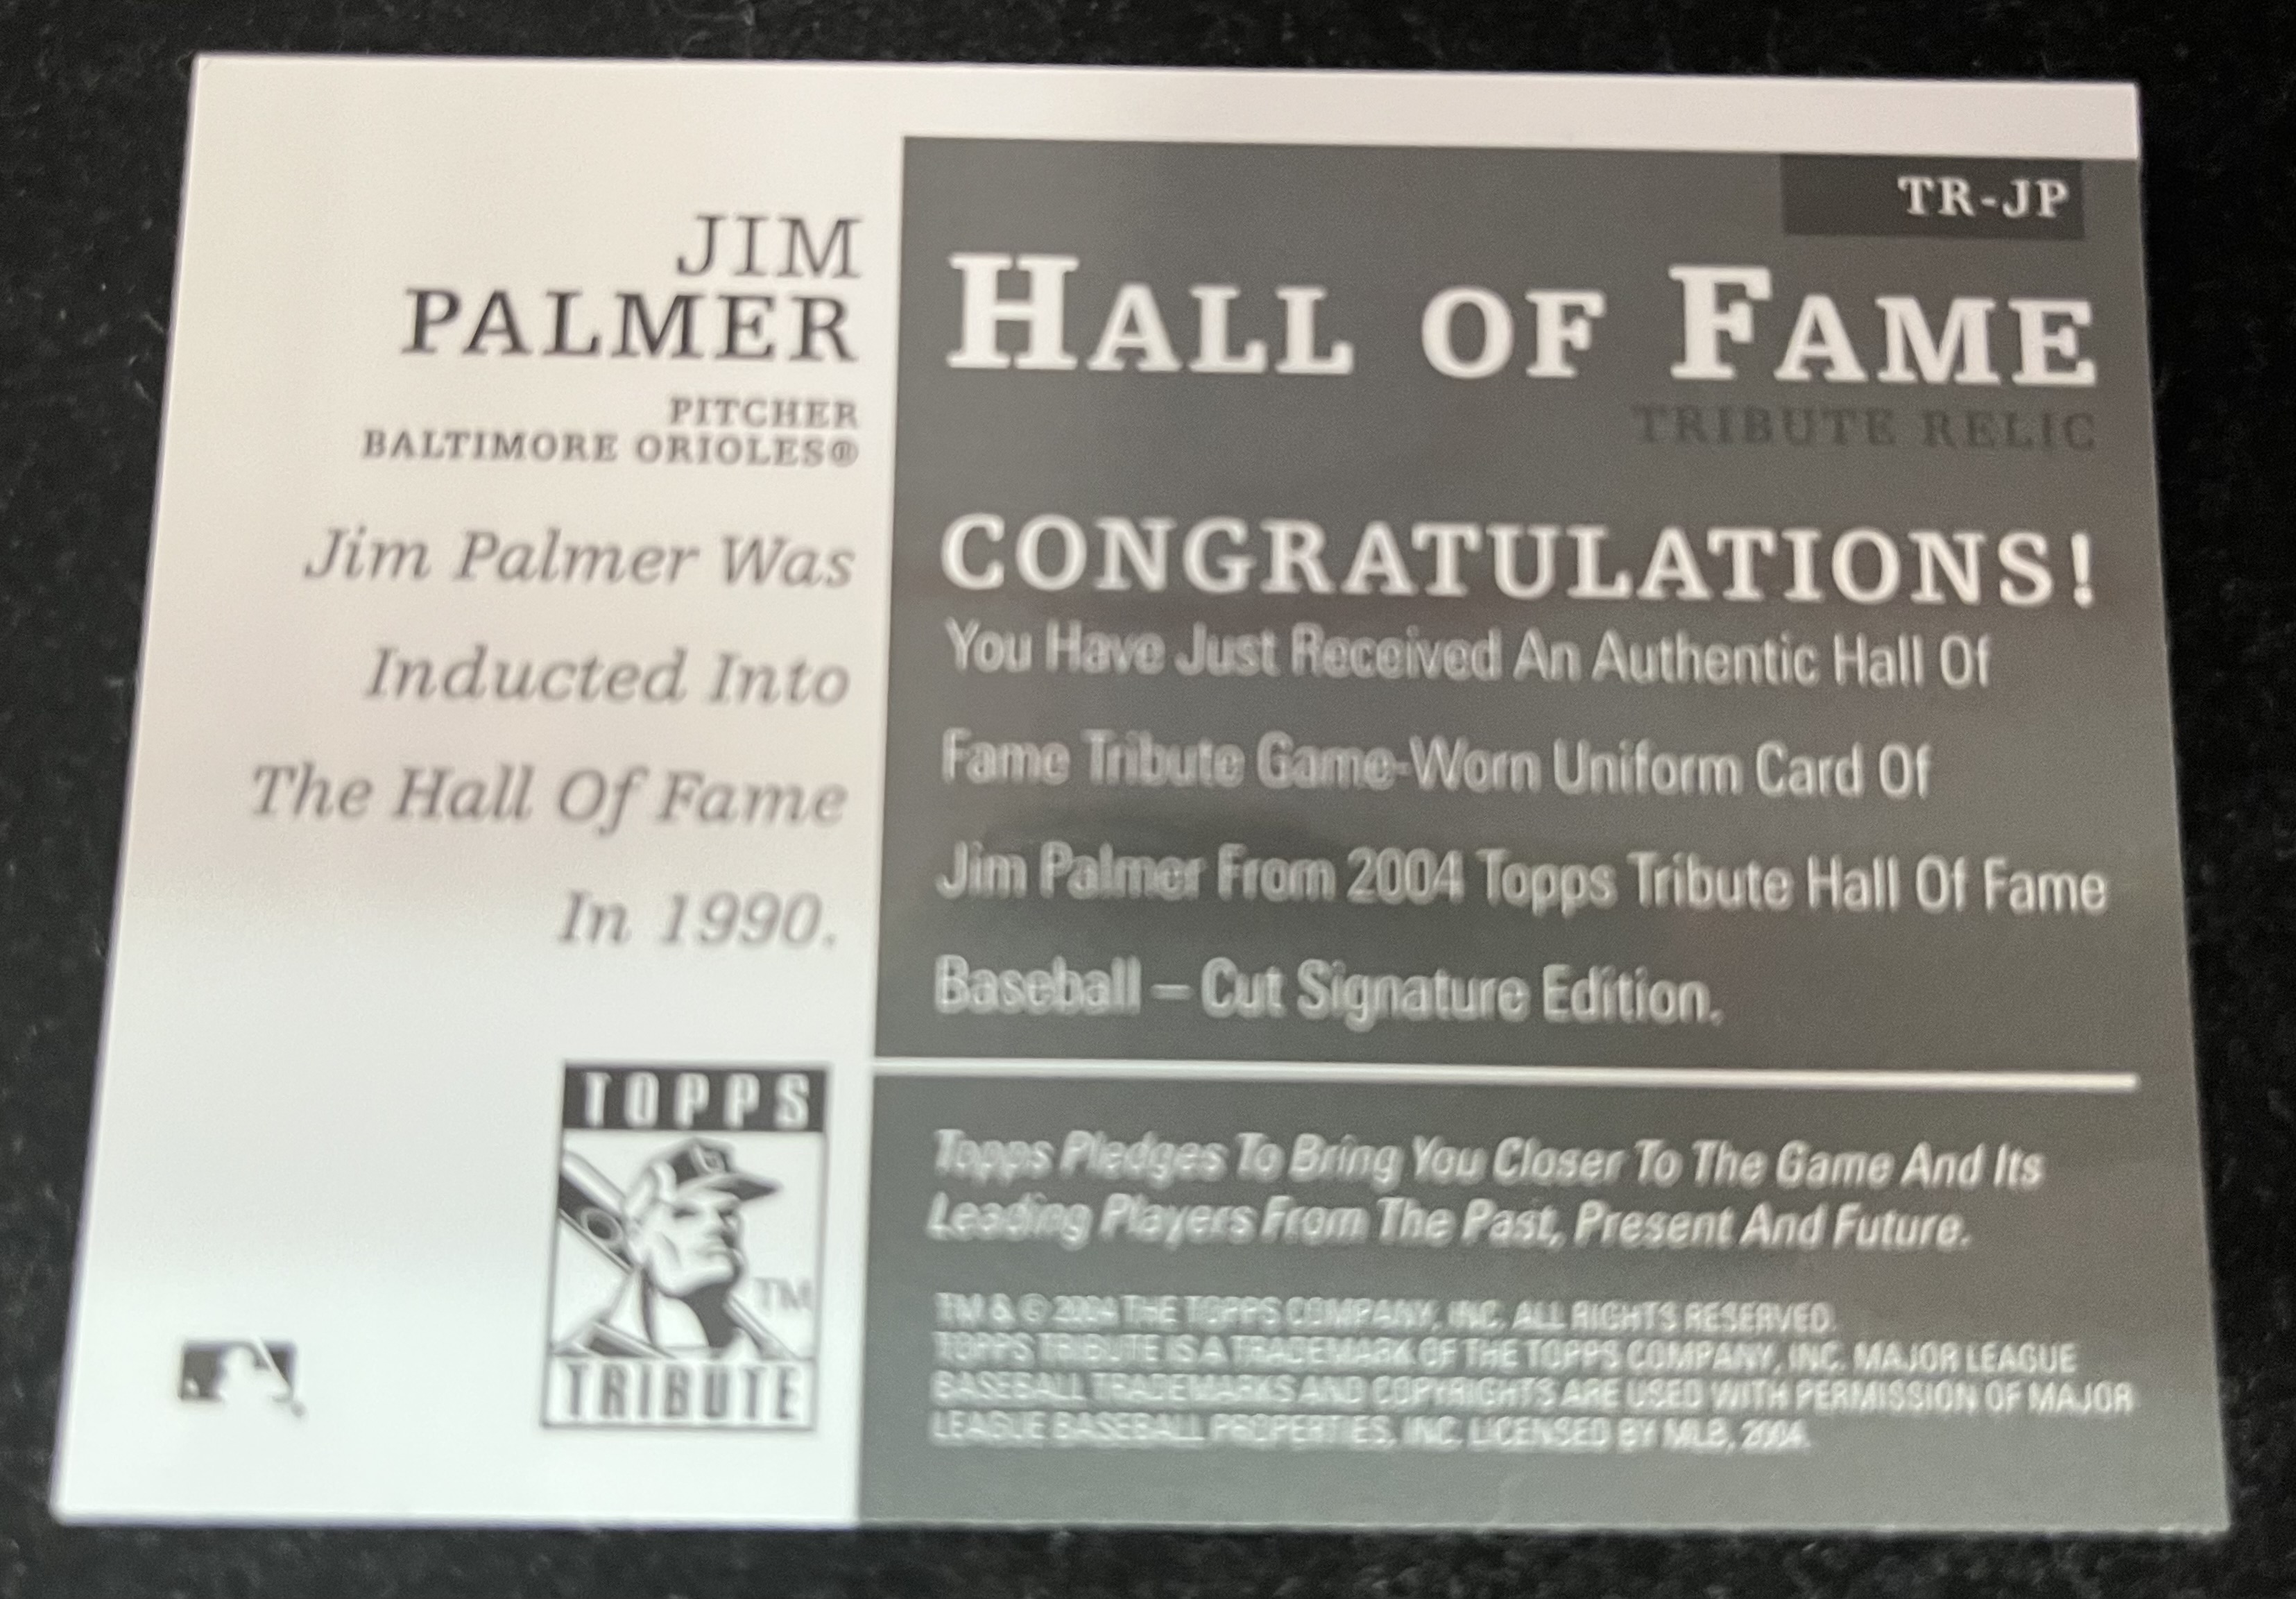 JIM
PALMER
PITCHER
BALTIMORE ORIOLES®
Jim Palmer Was
Inducted Into
The Hall Of Fame
In 1990.
TOPPS
TM
TRIBUTE
TR-JP
HALL OF FAME
TRIBUTE RELIC
CONGRATULATIONS!
You Have Just Received An Authentic Hall Of
Fame Tribute Game-Worn Uniform Card Of
Jim Palmer From 2004 Topps Tribute Hall Of Fame
Baseball – Cut Signature Edition.
Topps Pledges To Bring You Closer To The Game And Its
Leading Players From The Past, Present And Future.
TM & © 2004 THE TOPPS COMPANY, INC. ALL RIGHTS RESERVED.
TOPPS TRIBUTE IS A TRADEMARK OF THE TOPPS COMPANY, INC. MAJOR LEAGUE
BASEBALL TRADEMARKS AND COPYRIGHTS ARE USED WITH PERMISSION OF MAJOR
LEAGUE BASEBALL PROPERTIES, INC. LICENSED BY MLB, 2004.